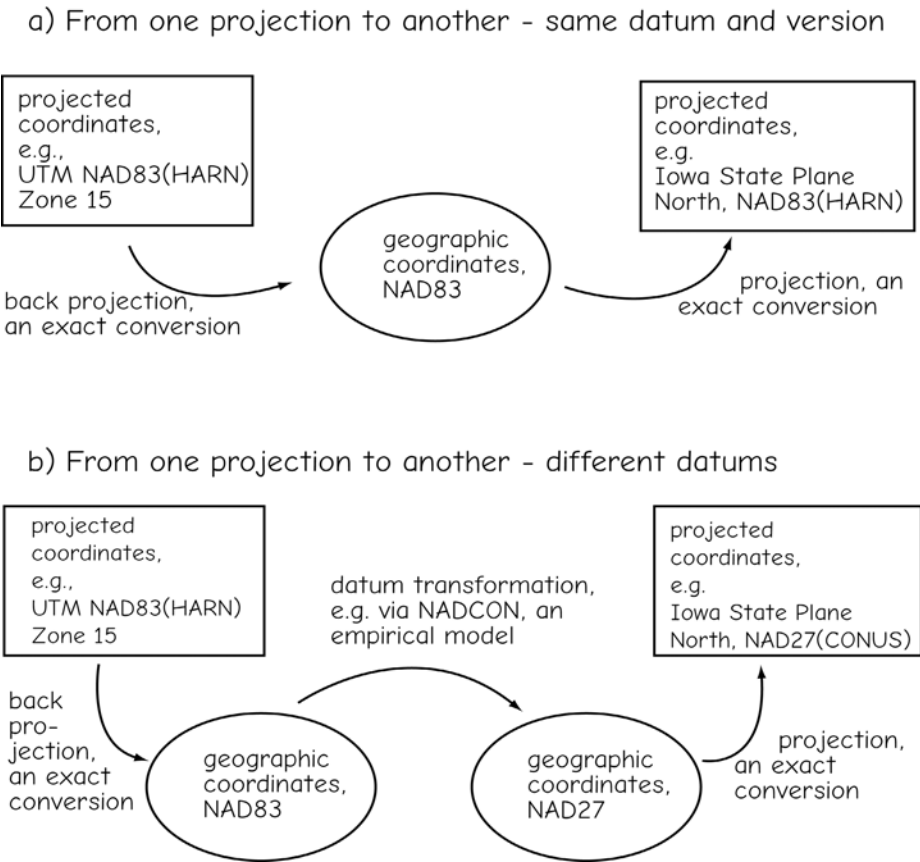 a) From one projection to another - same datum and version
projected
coordinates,
e.g.,
UTM NAD83(HARN)
Zone 15
back projection,
an exact conversion
geographic
coordinates,
NAD83
projection, an
exact conversion
projected
coordinates,
e.g.
Iowa State Plane
North, NAD83(HARN)
b) From one projection to another - different datums
projected
coordinates,
e.g.,
UTM NAD83(HARN)
Zone 15
back
pro-
jection,
an exact
conversion
geographic
coordinates,
NAD83
datum transformation,
e.g. via NADCON, an
empirical model
geographic
coordinates,
NAD27
projection,
an exact
conversion
projected
coordinates,
e.g.
Iowa State Plane
North, NAD27(CONUS)